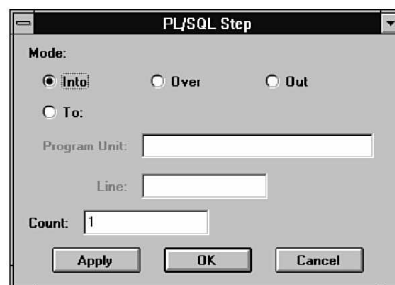 PL/SQL Step
Mode:
Into Over Out
To:
Program Unit:
Line:
Count: 1
Apply OK Cancel